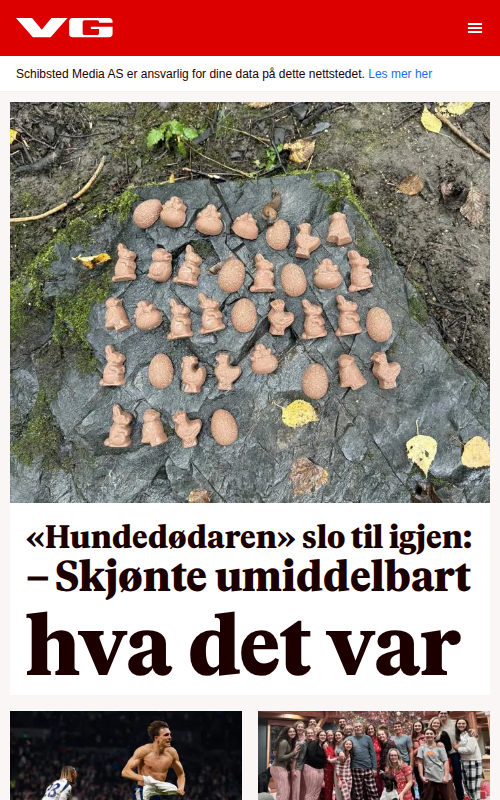 VG
Schibsted Media AS er ansvarlig for dine data på dette nettstedet. Les mer her
«Hundedødaren» slo til igjen:
– Skjønte umiddelbart
hva det var